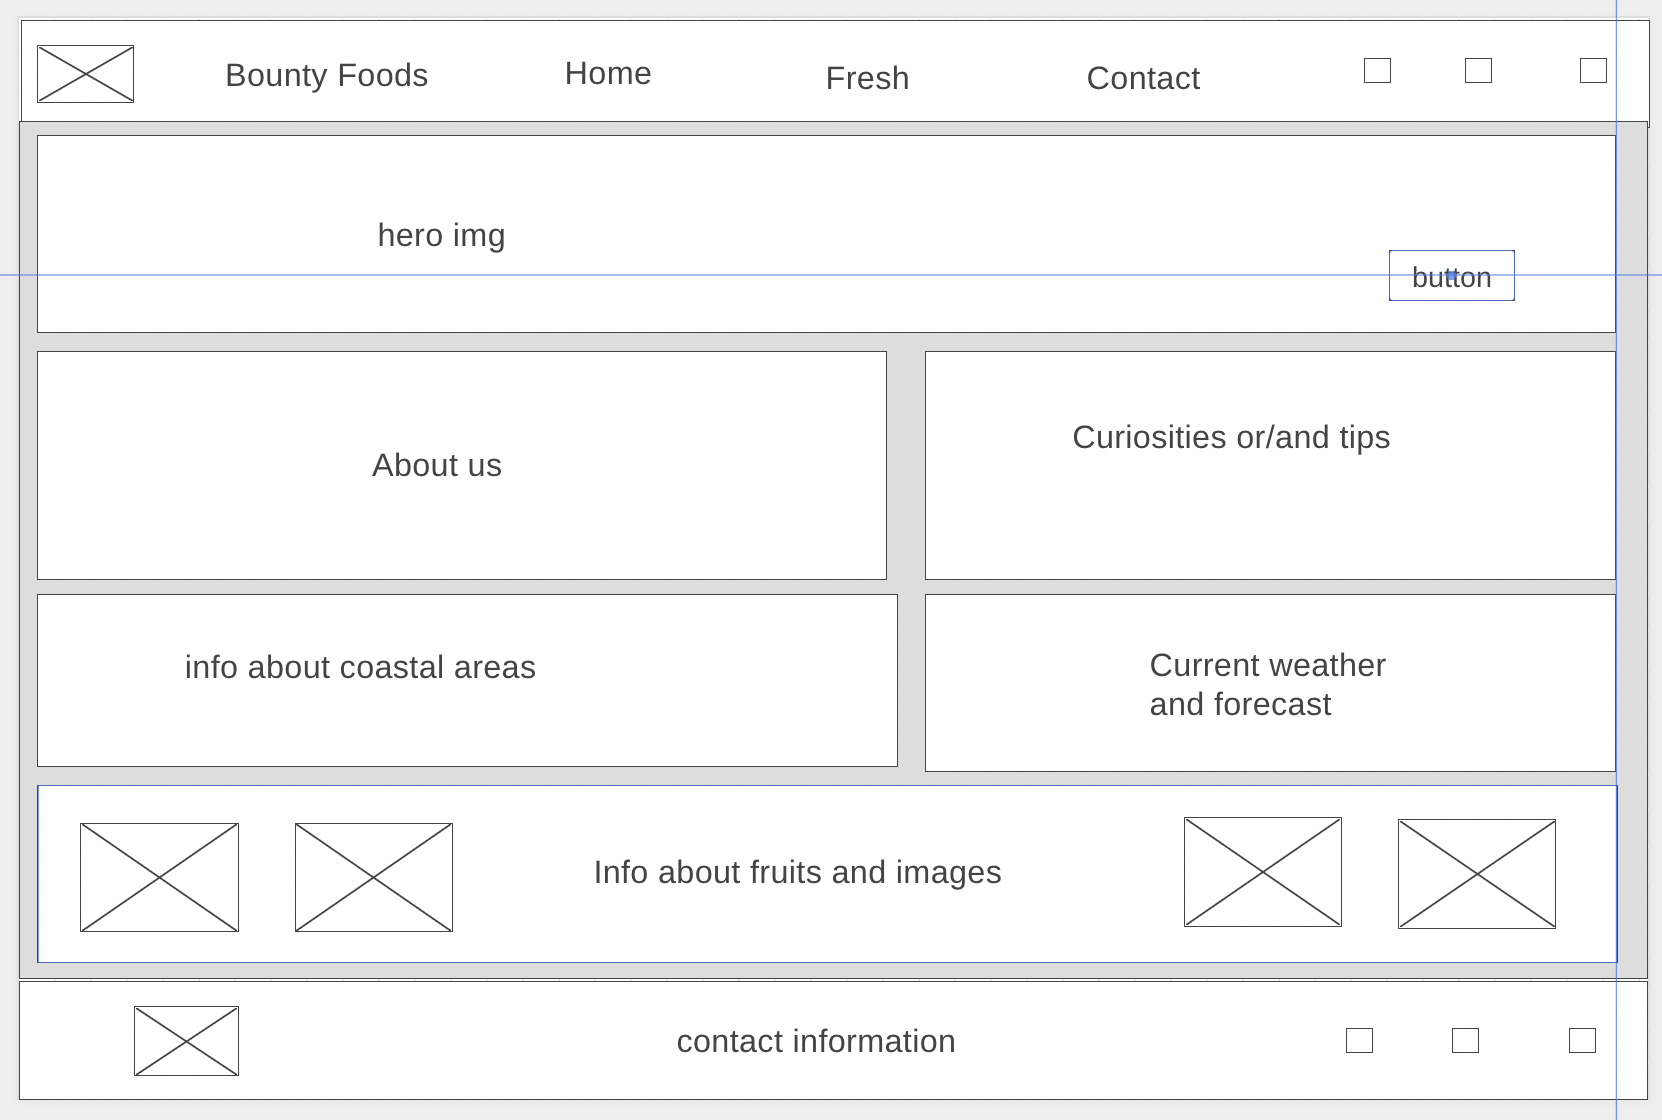 Bounty Foods
Home
Fresh
Contact
hero img
button
About us
Curiosities or/and tips
info about coastal areas
Current weather
and forecast
Info about fruits and images
contact information